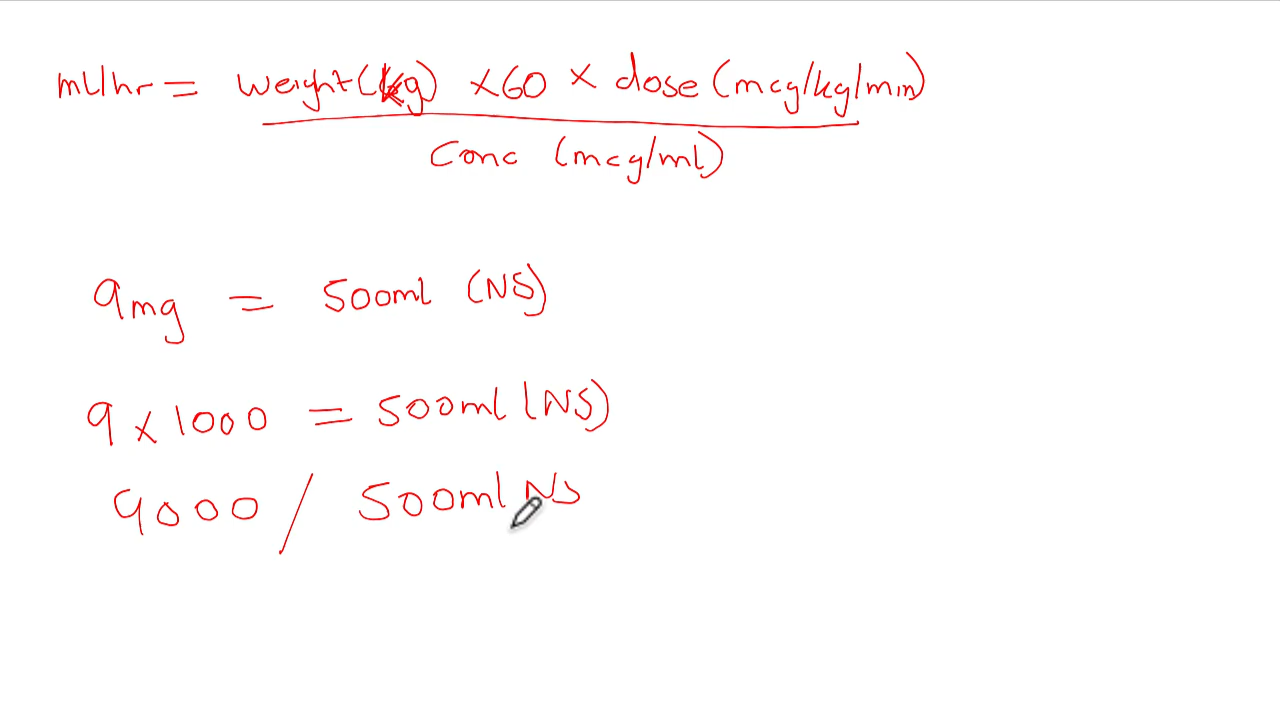 ml/hr = weight(kg) x60 x dose (mcg/kg/min)
Conc (mcg/ml)
9mg = 500ml (NS)
9 x 1000 = 500ml (NS)
9000 / 500ml NS